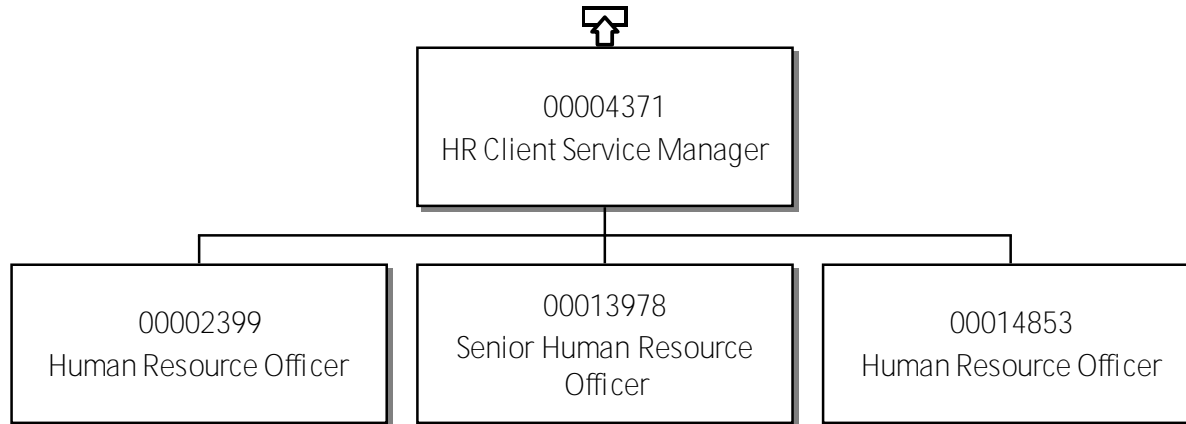 00004371
HR Client Service Manager
00002399
Human Resource Officer
00013978
Senior Human Resource
Officer
00014853
Human Resource Officer